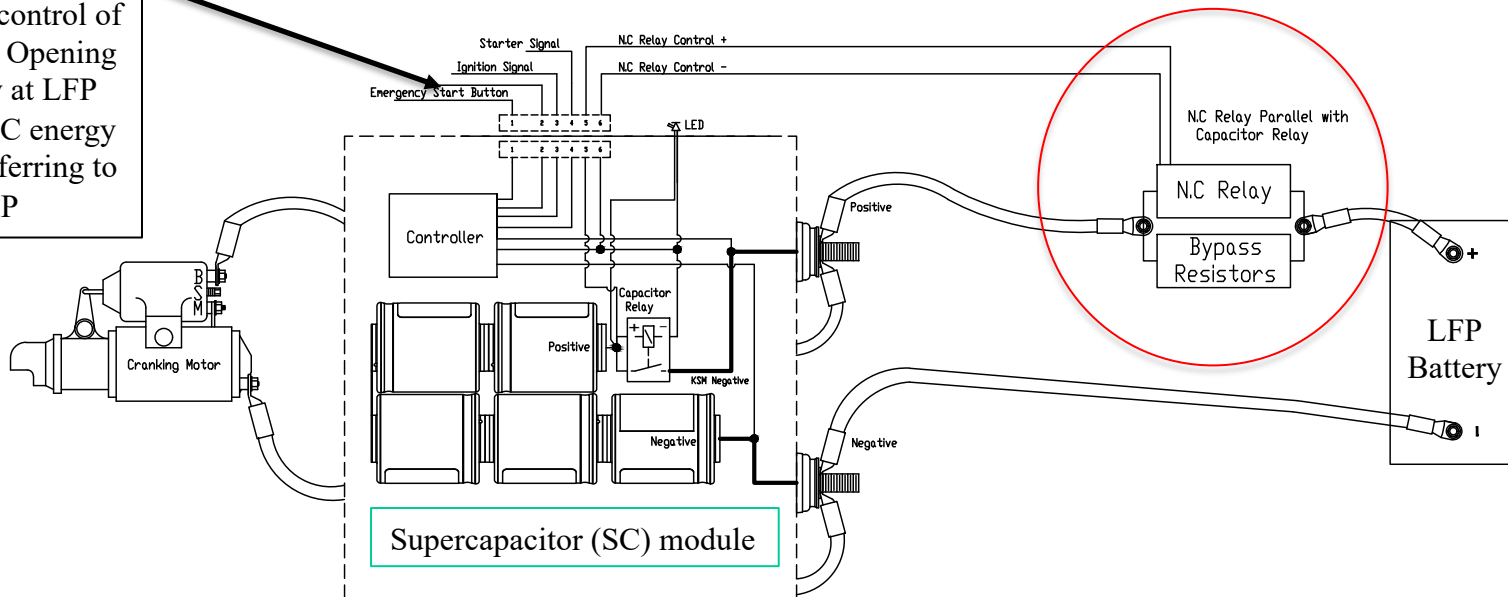 control of
Opening
at LFP
C energy
ferring to
P
Starter Signal
Ignition Signal
Emergency Start Button
N.C Relay Control +
N.C Relay Control -
1 2 3 4 5 6
LED
1 2 3 4 5 6
N.C Relay Parallel with
Capacitor Relay
N.C Relay
Bypass
Resistors
Positive
+
LFP
Battery
-
Controller
Capacitor
Relay
+ -
Positive
KSM Negative
B
S
M
Cranking Motor
Negative
Negative
Supercapacitor (SC) module